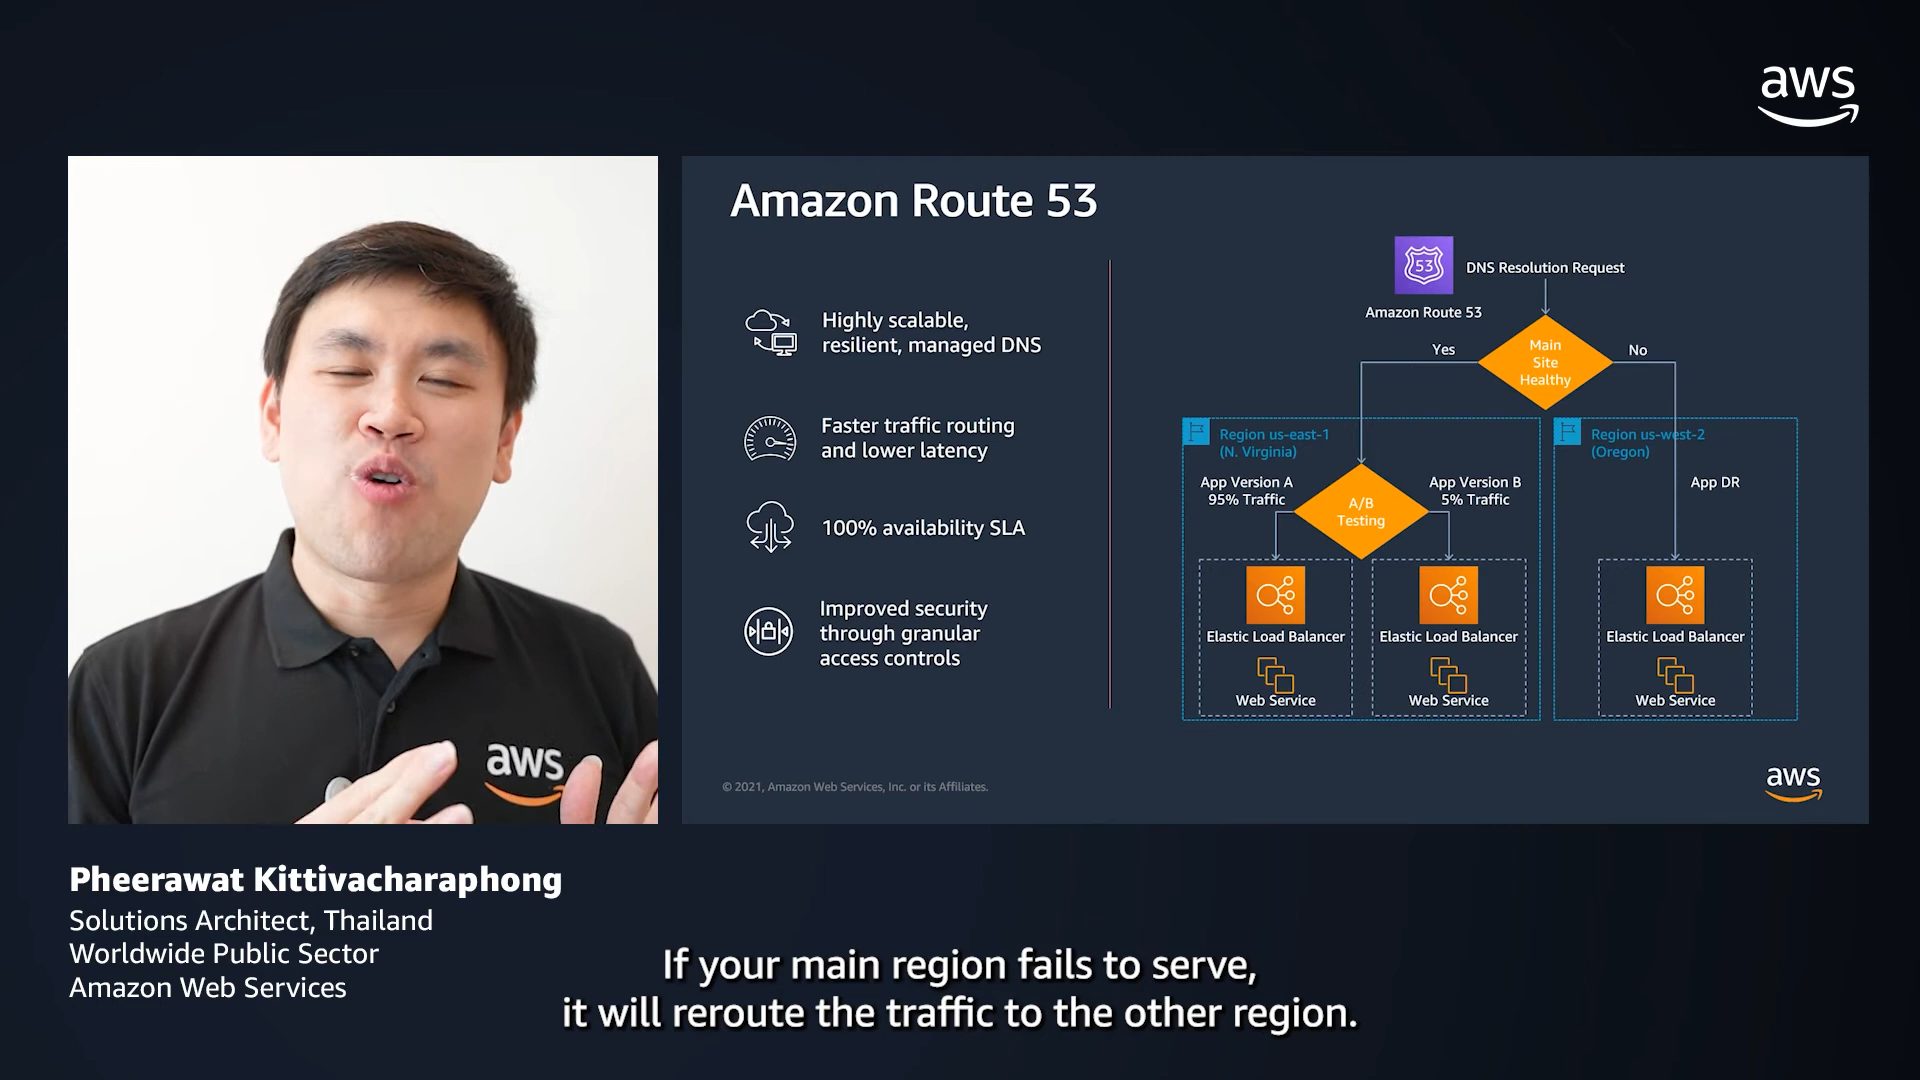 aws
Amazon Route 53
Highly scalable,
resilient, managed DNS
Faster traffic routing
and lower latency
100% availability SLA
Improved security
through granular
access controls
53
DNS Resolution Request
Amazon Route 53
Main
Site
Healthy
Yes
No
Region us-east-1
(N. Virginia)
Region us-west-2
(Oregon)
App Version A
95% Traffic
A/B
Testing
App Version B
5% Traffic
App DR
Elastic Load Balancer
Web Service
Elastic Load Balancer
Web Service
Elastic Load Balancer
Web Service
© 2021, Amazon Web Services, Inc. or its Affiliates.
aws
aws
Pheerawat Kittivacharaphong
Solutions Architect, Thailand
Worldwide Public Sector
Amazon Web Services
If your main region fails to serve,
it will reroute the traffic to the other region.